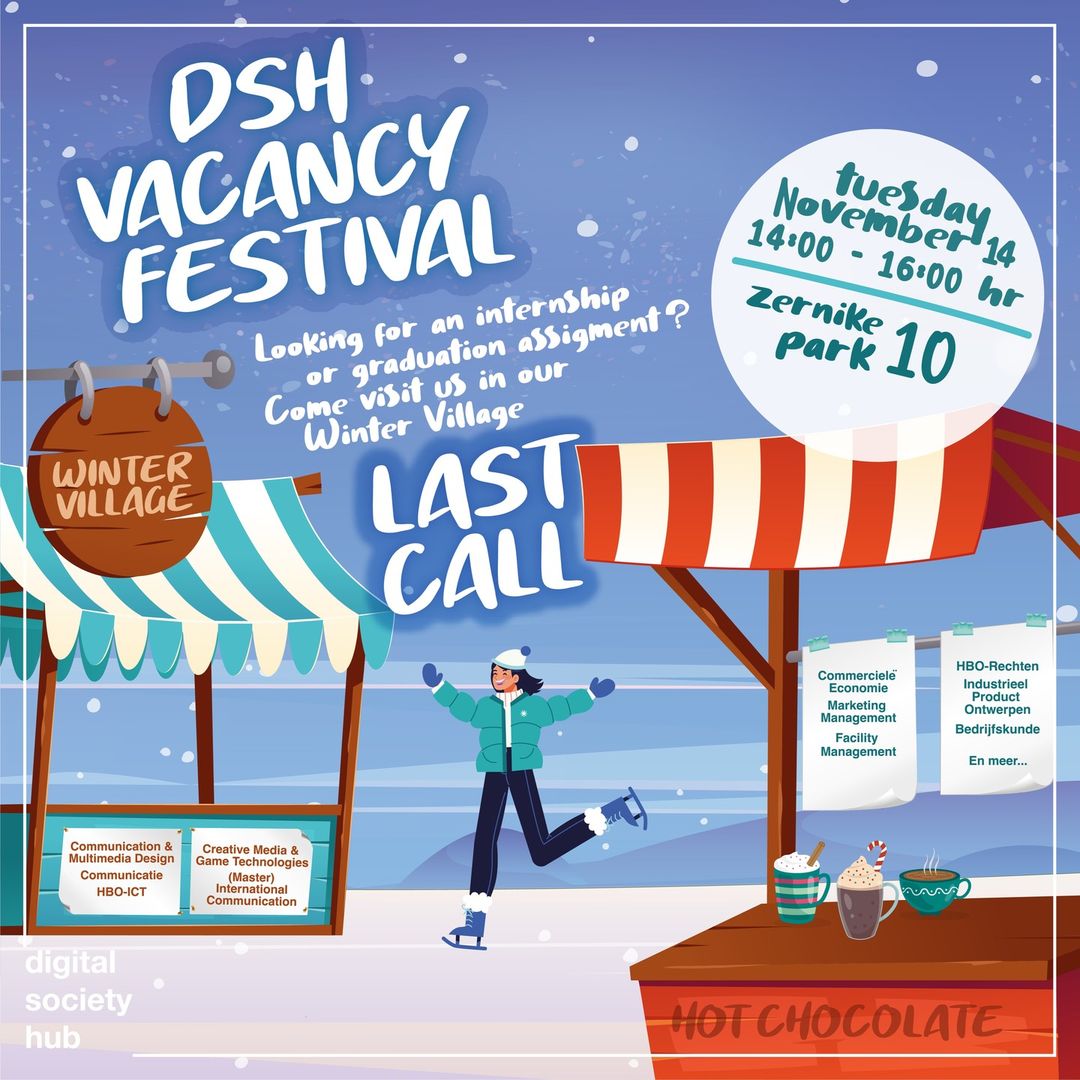 DSH
VACANCY
FESTIVAL
tuesday
November 14
14:00 - 16:00 hr
Zernike
park 10
Looking for an internship
or graduation assigment?
Come visit us in our
Winter Village
LAST
CALL
WINTER
VILLAGE
Commerciele¨
Economie
Marketing
Management
Facility
Management
HBO-Rechten
Industrieel
Product
Ontwerpen
Bedrijfskunde
En meer...
Communication &
Multimedia Design
Communicatie
HBO-ICT
Creative Media &
Game Technologies
(Master)
International
Communication
digital
society
hub
HOT CHOCOLATE